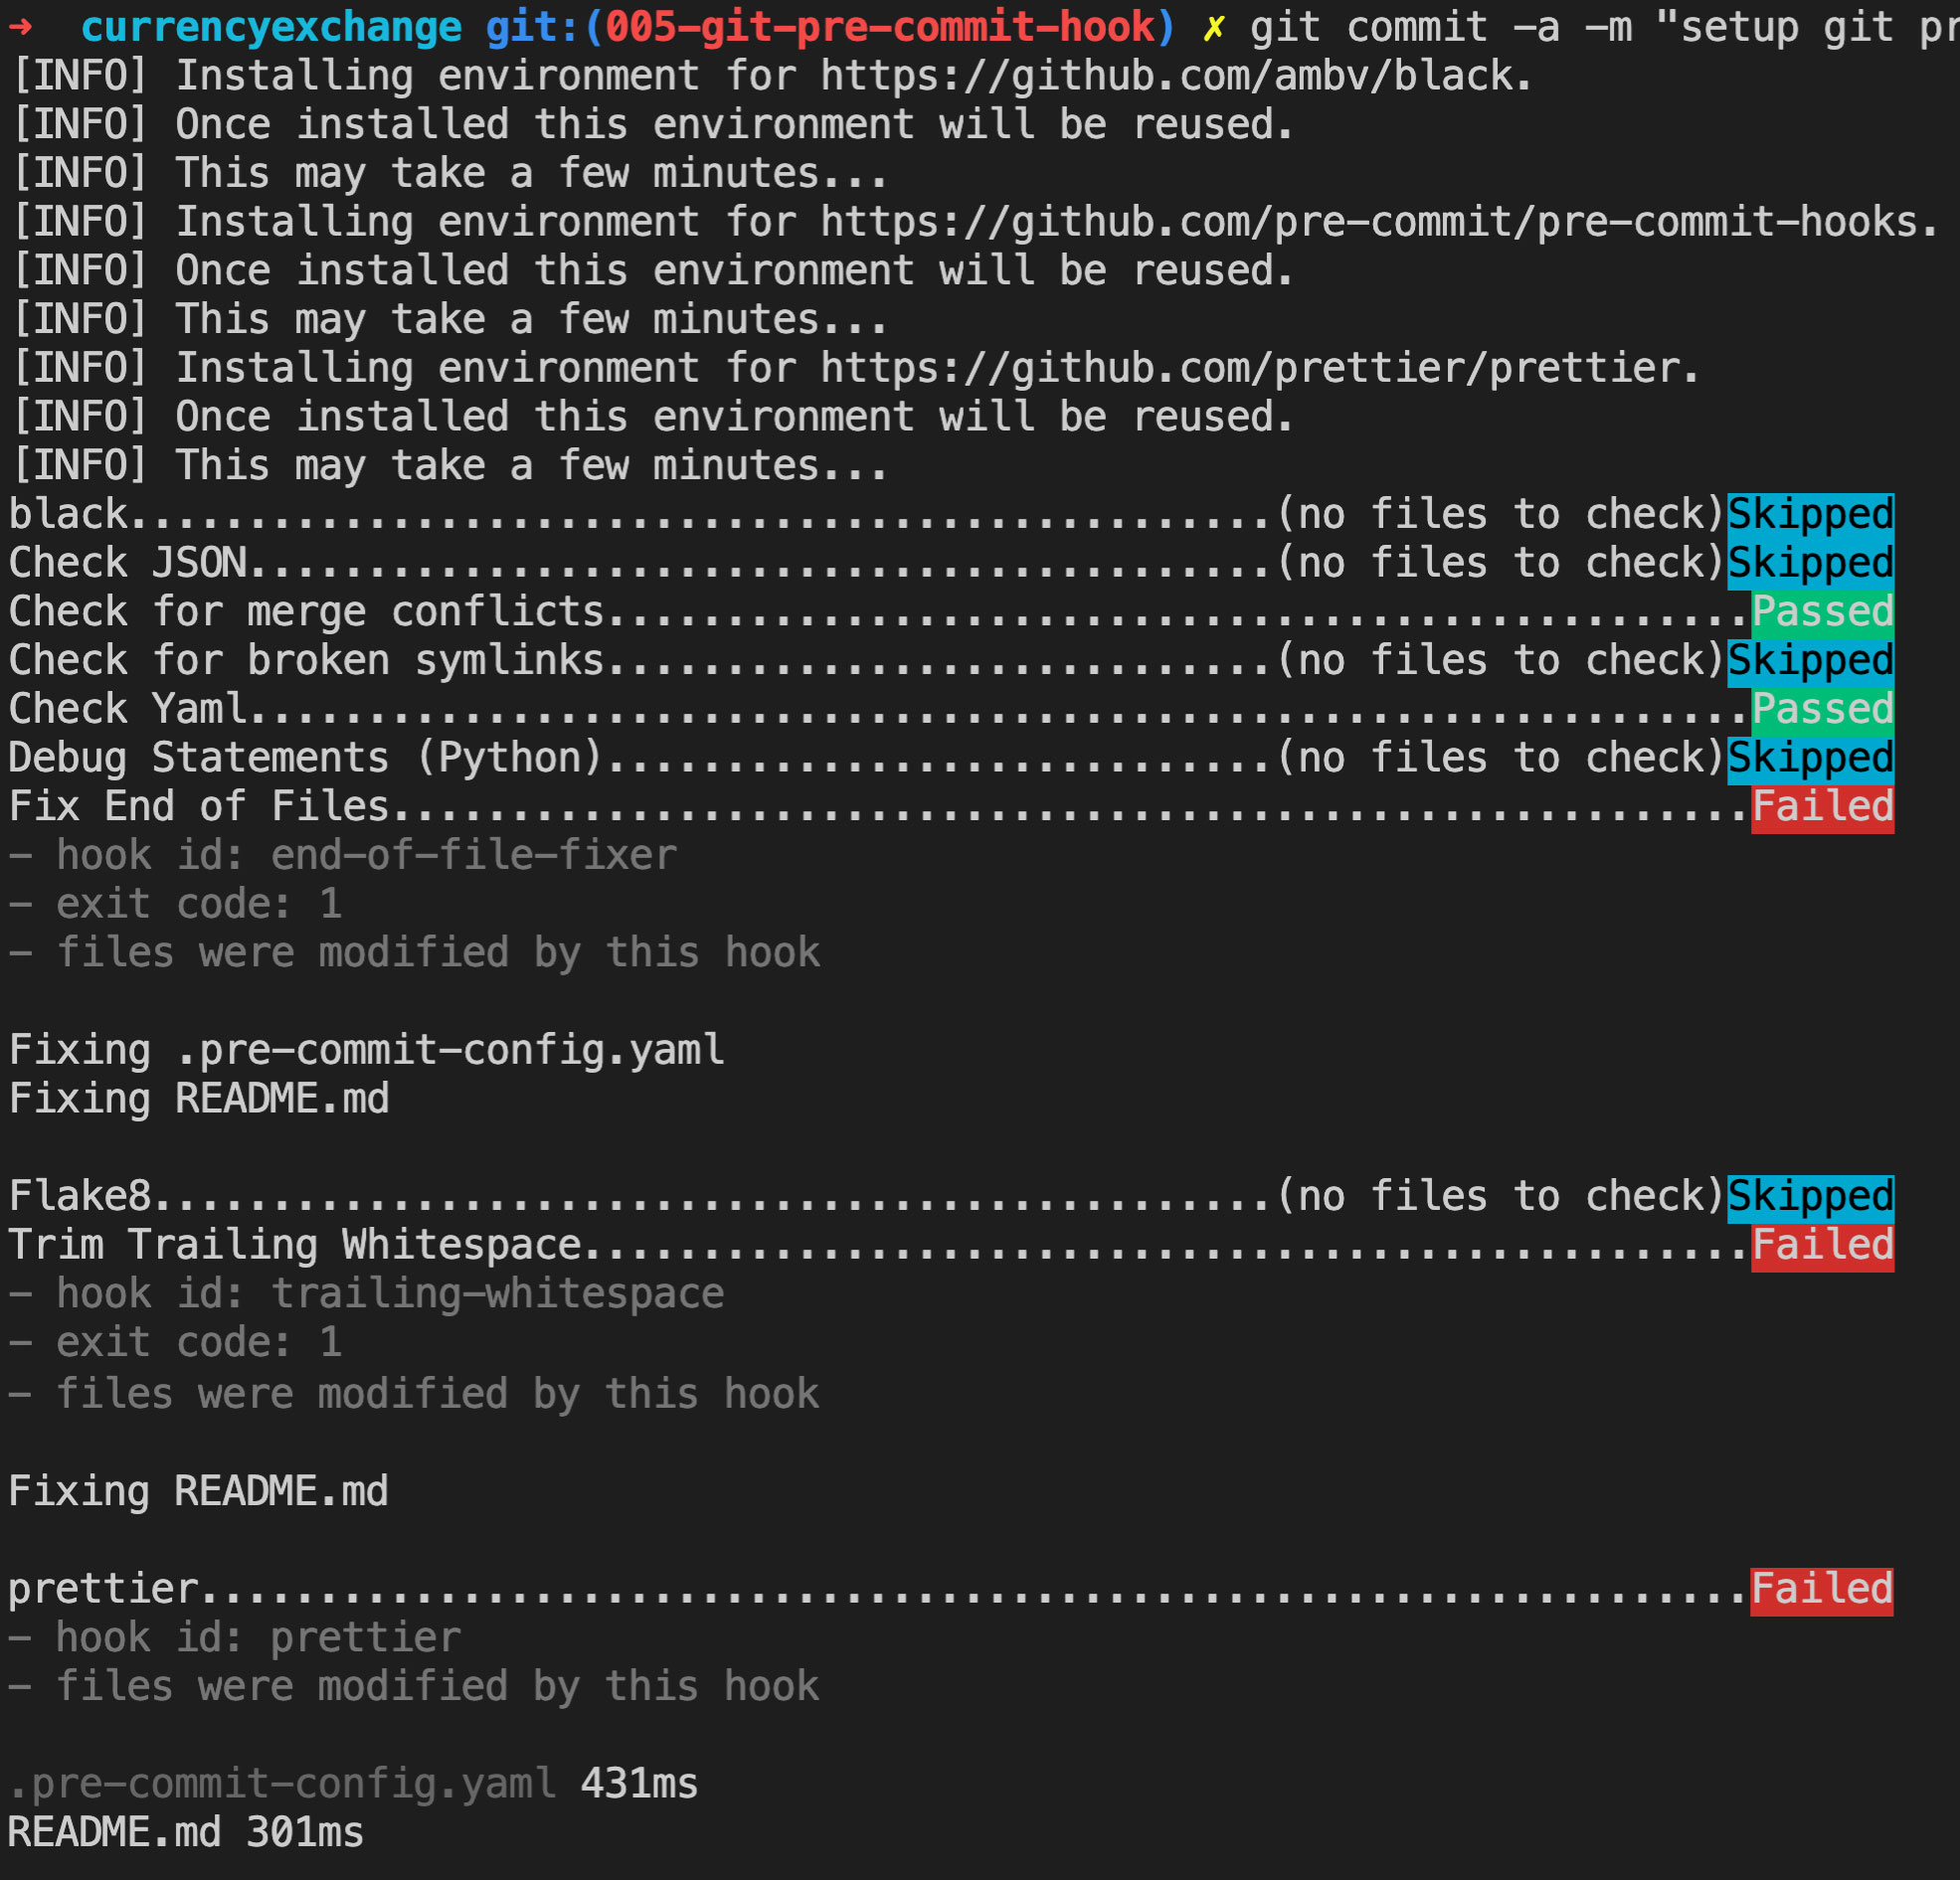 ➜  currencyexchange git:(005-git-pre-commit-hook) ✗ git commit -a -m "setup git pr
[INFO] Installing environment for https://github.com/ambv/black.
[INFO] Once installed this environment will be reused.
[INFO] This may take a few minutes...
[INFO] Installing environment for https://github.com/pre-commit/pre-commit-hooks.
[INFO] Once installed this environment will be reused.
[INFO] This may take a few minutes...
[INFO] Installing environment for https://github.com/prettier/prettier.
[INFO] Once installed this environment will be reused.
[INFO] This may take a few minutes...
black................................................(no files to check)Skipped
Check JSON...........................................(no files to check)Skipped
Check for merge conflicts................................................Passed
Check for broken symlinks............................(no files to check)Skipped
Check Yaml...............................................................Passed
Debug Statements (Python)............................(no files to check)Skipped
Fix End of Files.........................................................Failed
- hook id: end-of-file-fixer
- exit code: 1
- files were modified by this hook
Fixing .pre-commit-config.yaml
Fixing README.md
Flake8...............................................(no files to check)Skipped
Trim Trailing Whitespace.................................................Failed
- hook id: trailing-whitespace
- exit code: 1
- files were modified by this hook
Fixing README.md
prettier.................................................................Failed
- hook id: prettier
- files were modified by this hook
.pre-commit-config.yaml 431ms
README.md 301ms